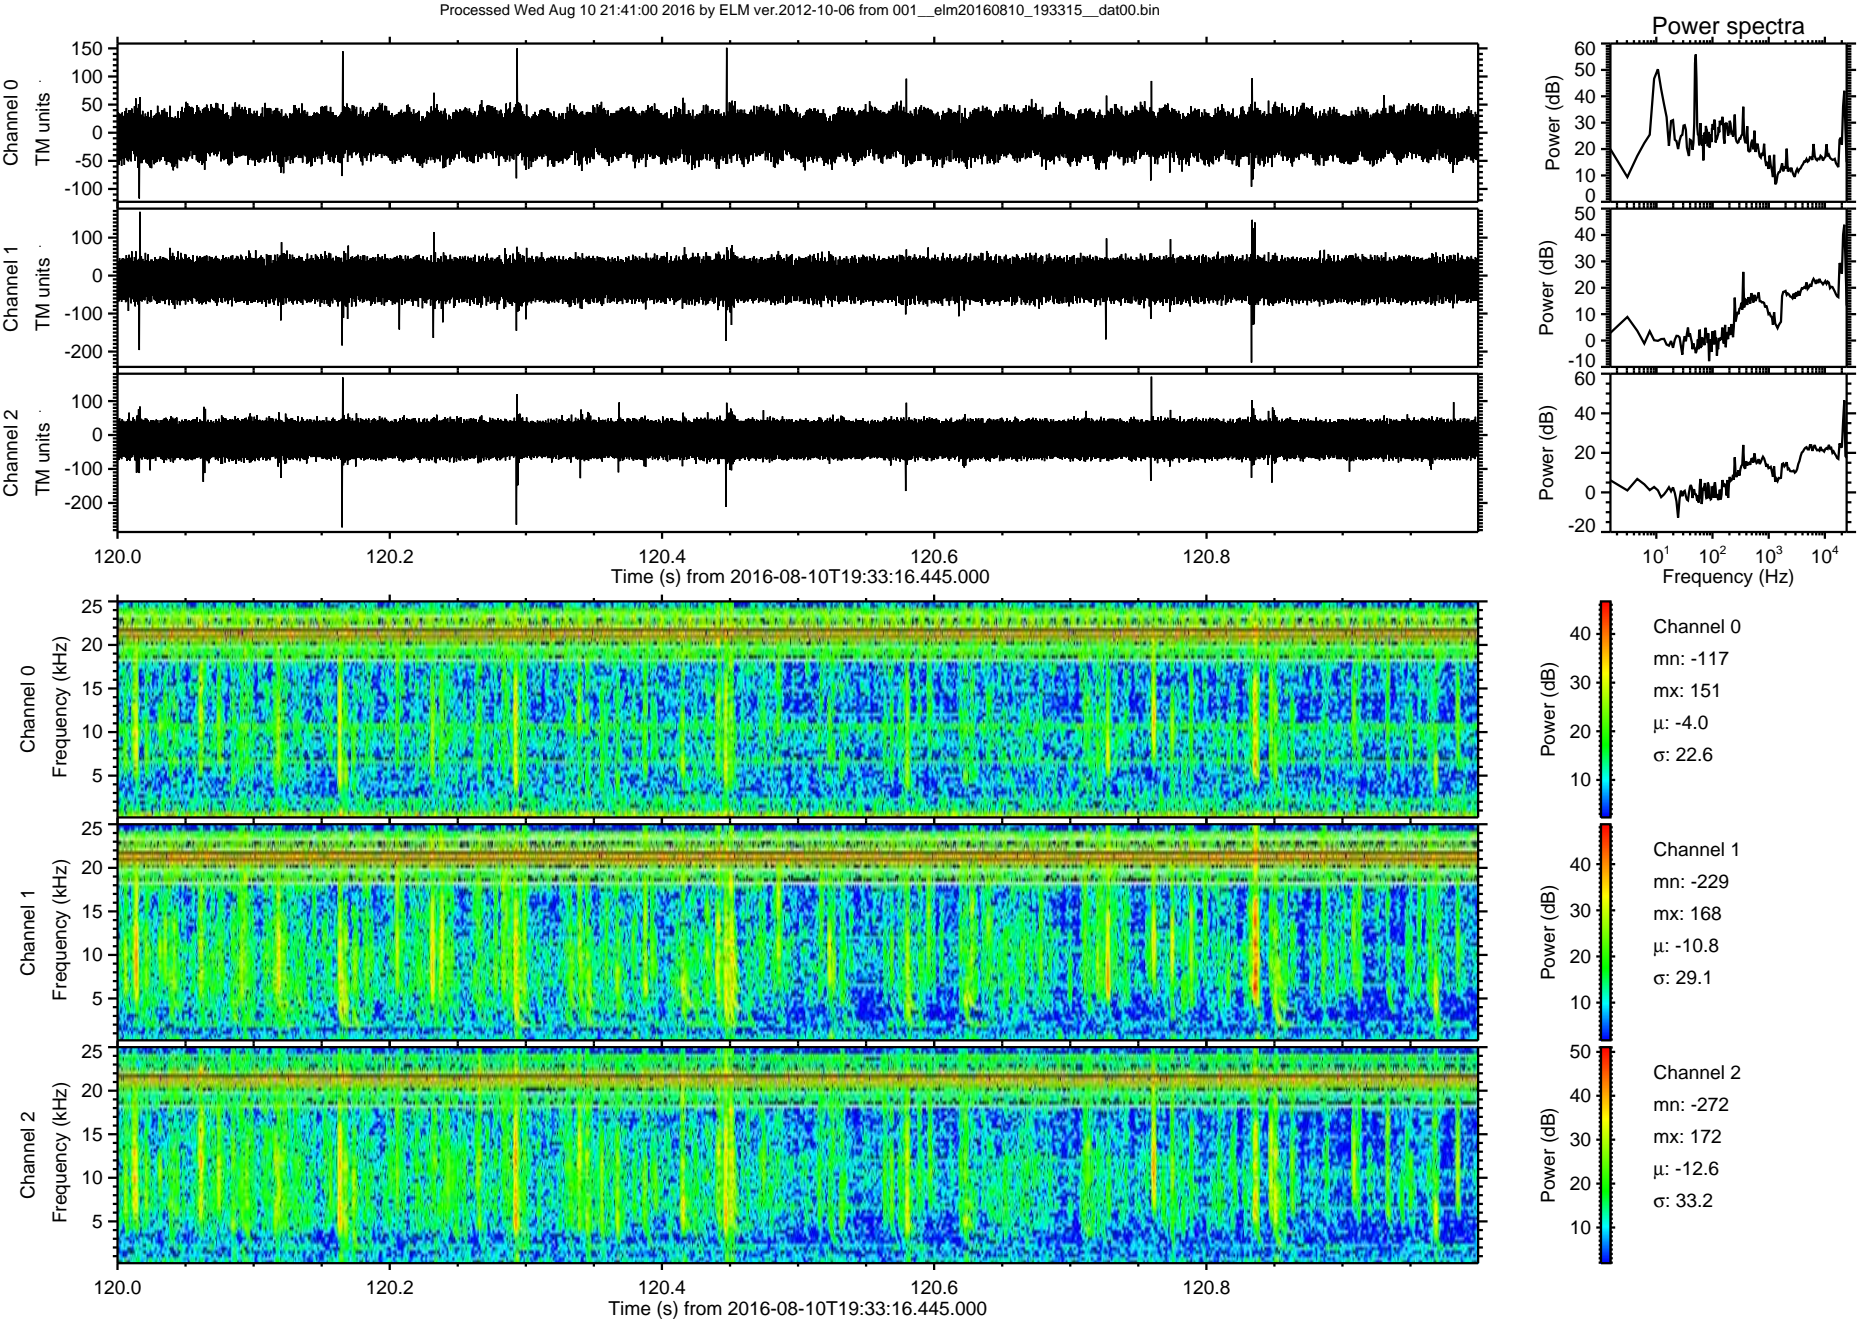 Processed Wed Aug 10 21:41:00 2016 by ELM ver.2012-10-06 from 001__elm20160810_193315__dat00.bin
Power spectra
Channel 0
TM units
150
100
50
0
-50
-100
Power (dB)
60
50
40
30
20
10
0
Channel 1
TM units
100
0
-100
-200
Power (dB)
50
40
30
20
10
0
-10
Channel 2
TM units
100
0
-100
-200
Power (dB)
60
40
20
0
-20
120.0 120.2 120.4 120.6 120.8
Time (s) from 2016-08-10T19:33:16.445.000
10¹ 10² 10³ 10⁴
Frequency (Hz)
Channel 0
Frequency (kHz)
25
20
15
10
5
Power (dB)
40
30
20
10
Channel 0
mn: -117
mx: 151
μ: -4.0
σ: 22.6
Channel 1
Frequency (kHz)
25
20
15
10
5
Power (dB)
40
30
20
10
Channel 1
mn: -229
mx: 168
μ: -10.8
σ: 29.1
Channel 2
Frequency (kHz)
25
20
15
10
5
Power (dB)
50
40
30
20
10
Channel 2
mn: -272
mx: 172
μ: -12.6
σ: 33.2
120.0 120.2 120.4 120.6 120.8
Time (s) from 2016-08-10T19:33:16.445.000